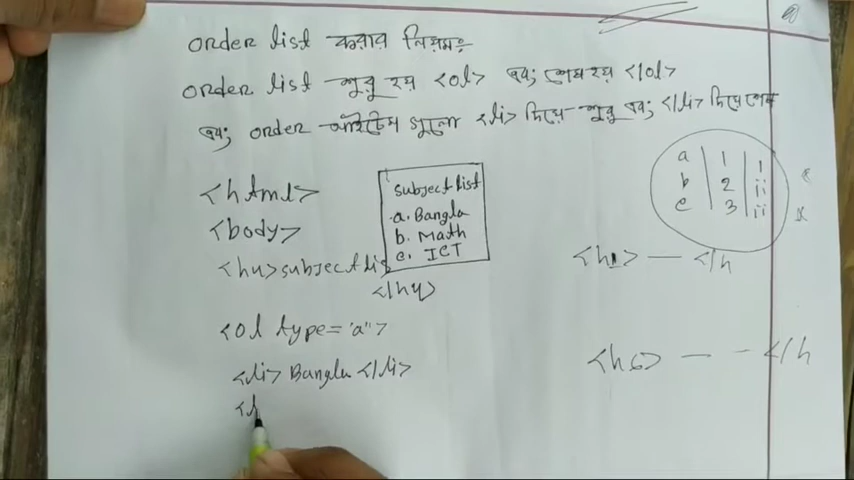 order list করার নিয়মঃ
order list শুরু হয় <ol> এবং শেষ হয় </ol>
এবং order আইটেম গুলো <li> দিয়ে শুরু এবং </li> দিয়ে শেষ
a | 1 | i
b | 2 | ii
c | 3 | iii
<html>
<body>
<h4>subject list
</h4>
subject list
a. Bangla
b. Math
c. ICT
<h1> — </h
<ol type="a">
<li> Bangla </li>
<l
<h6> — - </h